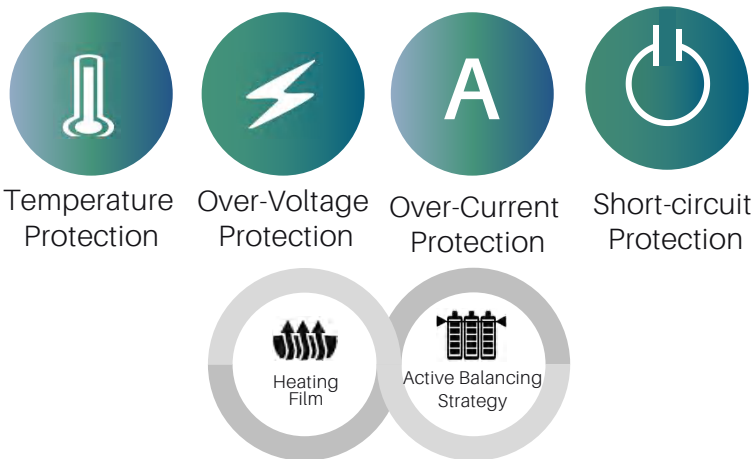 A
Temperature
Protection
Over-Voltage
Protection
Over-Current
Protection
Short-circuit
Protection
Heating
Film
Active Balancing
Strategy